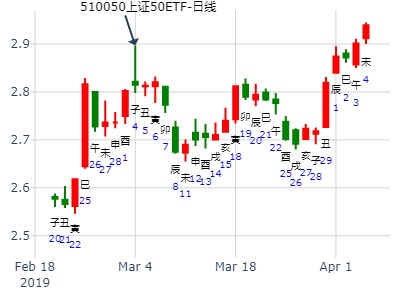 510050上证50ETF-日线
2.9
2.8
2.7
2.6
2.5
子 丑 寅 巳 午 未 申 酉 子 丑 寅 卯 辰 未 申 酉 戌 亥 寅 卯 辰 巳 午 酉 戌 亥 子 丑 辰 巳 午 未
20 21 22 25 26 27 28 1 4 5 6 7 8 11 12 13 14 15 18 19 20 21 22 25 26 27 28 29 1 2 3 4
Feb 18 Mar 4 Mar 18 Apr 1
2019